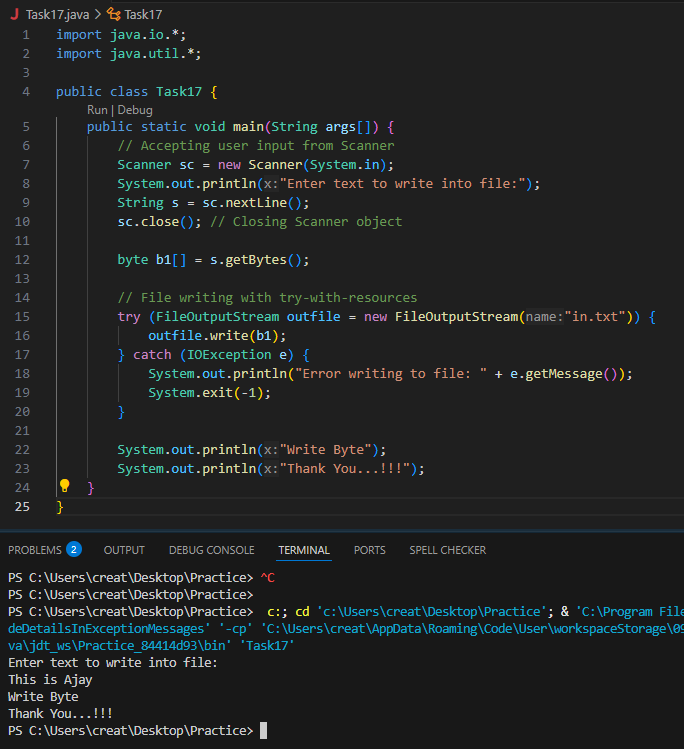 Task17.java > Task17
1 import java.io.*;
2 import java.util.*;
3
4 public class Task17 {
Run | Debug
5 public static void main(String args[]) {
6 // Accepting user input from Scanner
7 Scanner sc = new Scanner(System.in);
8 System.out.println(x:"Enter text to write into file:");
9 String s = sc.nextLine();
10 sc.close(); // Closing Scanner object
11
12 byte b1[] = s.getBytes();
13
14 // File writing with try-with-resources
15 try (FileOutputStream outfile = new FileOutputStream(name:"in.txt")) {
16 outfile.write(b1);
17 } catch (IOException e) {
18 System.out.println("Error writing to file: " + e.getMessage());
19 System.exit(-1);
20 }
21
22 System.out.println(x:"Write Byte");
23 System.out.println(x:"Thank You...!!!");
24 }
25 }
PROBLEMS 2 OUTPUT DEBUG CONSOLE TERMINAL PORTS SPELL CHECKER
PS C:\Users\creat\Desktop\Practice> ^C
PS C:\Users\creat\Desktop\Practice>
PS C:\Users\creat\Desktop\Practice> c:; cd 'c:\Users\creat\Desktop\Practice'; & 'C:\Program File
deDetailsInExceptionMessages' '-cp' 'C:\Users\creat\AppData\Roaming\Code\User\workspaceStorage\09
va\jdt_ws\Practice_84414d93\bin' 'Task17'
Enter text to write into file:
This is Ajay
Write Byte
Thank You...!!!
PS C:\Users\creat\Desktop\Practice>